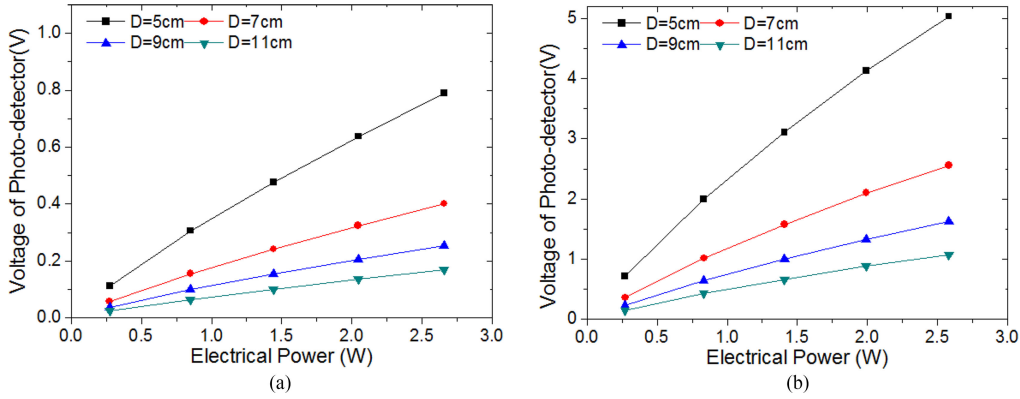 D=5cm D=7cm
D=9cm D=11cm
Voltage of Photo-detector(V)
1.0
0.8
0.6
0.4
0.2
0.0
0.0 0.5 1.0 1.5 2.0 2.5 3.0
Electrical Power (W)
(a)
D=5cm D=7cm
D=9cm D=11cm
Voltage of Photo-detector(V)
5
4
3
2
1
0
0.0 0.5 1.0 1.5 2.0 2.5 3.0
Electrical Power (W)
(b)